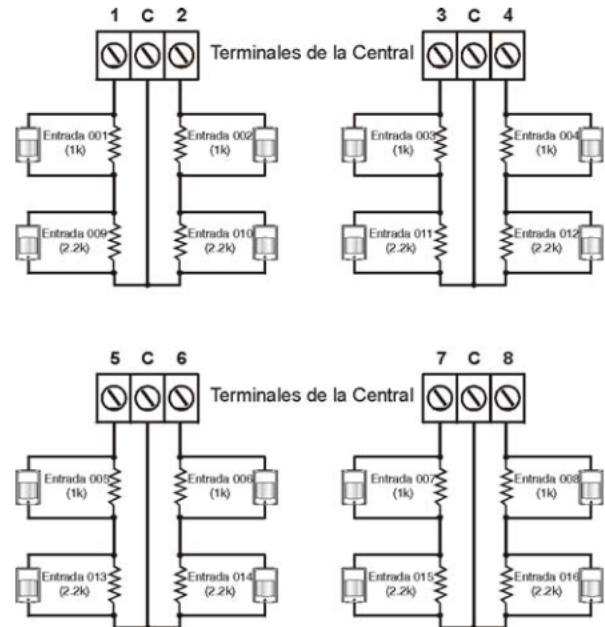 1 C 2
Terminales de la Central
3 C 4
Entrada 001
(1k)
Entrada 002
(1k)
Entrada 003
(1k)
Entrada 004
(1k)
Entrada 009
(2.2k)
Entrada 010
(2.2k)
Entrada 011
(2.2k)
Entrada 012
(2.2k)
5 C 6
Terminales de la Central
7 C 8
Entrada 005
(1k)
Entrada 006
(1k)
Entrada 007
(1k)
Entrada 008
(1k)
Entrada 013
(2.2k)
Entrada 014
(2.2k)
Entrada 015
(2.2k)
Entrada 016
(2.2k)